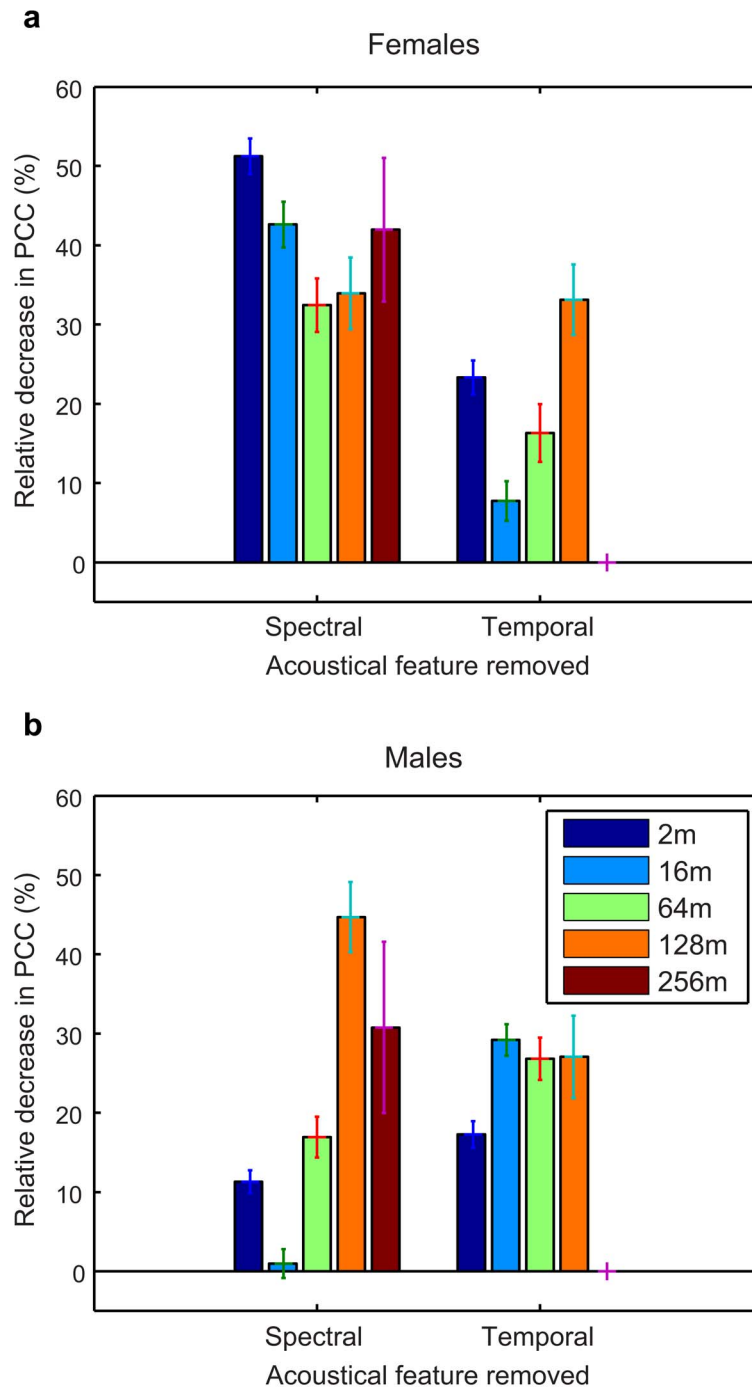 a
Females
Relative decrease in PCC (%)
60
50
40
30
20
10
0
Spectral
Temporal
Acoustical feature removed
b
Males
Relative decrease in PCC (%)
60
50
40
30
20
10
0
2m
16m
64m
128m
256m
Spectral
Temporal
Acoustical feature removed